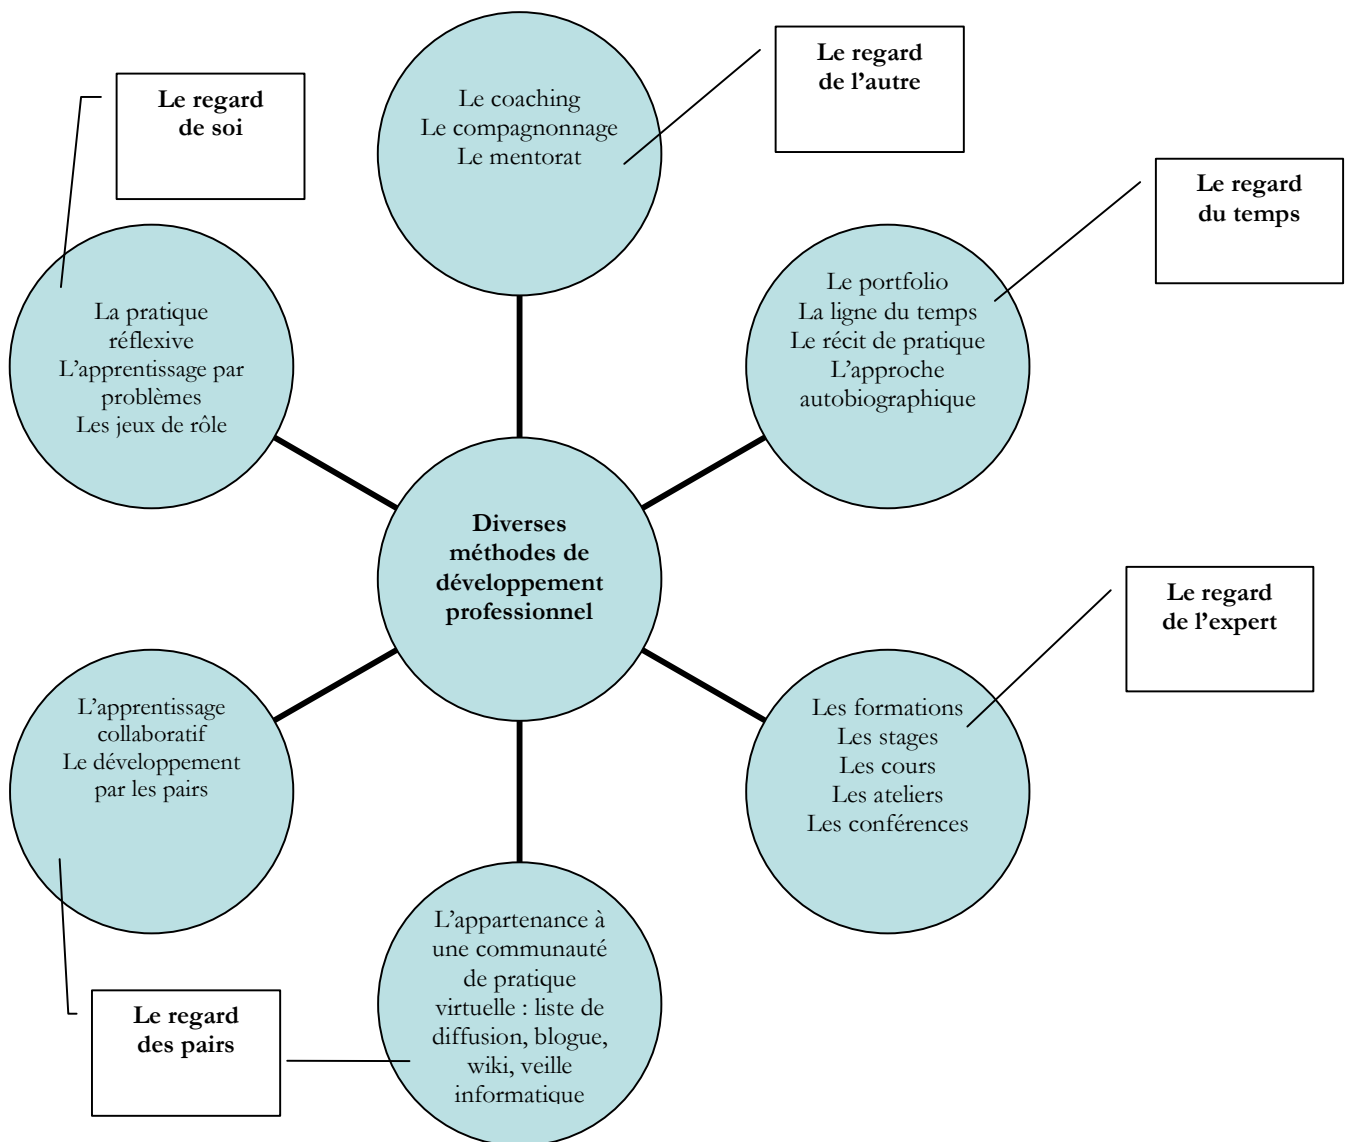 Le regard
de l’autre
Le regard
de soi
Le coaching
Le compagnonnage
Le mentorat
Le regard
du temps
La pratique
réflexive
L’apprentissage par
problèmes
Les jeux de rôle
Le portfolio
La ligne du temps
Le récit de pratique
L’approche
autobiographique
Diverses
méthodes de
développement
professionnel
Le regard
de l’expert
L’apprentissage
collaboratif
Le développement
par les pairs
Les formations
Les stages
Les cours
Les ateliers
Les conférences
L’appartenance à
une communauté
de pratique
virtuelle : liste de
diffusion, blogue,
wiki, veille
informatique
Le regard
des pairs